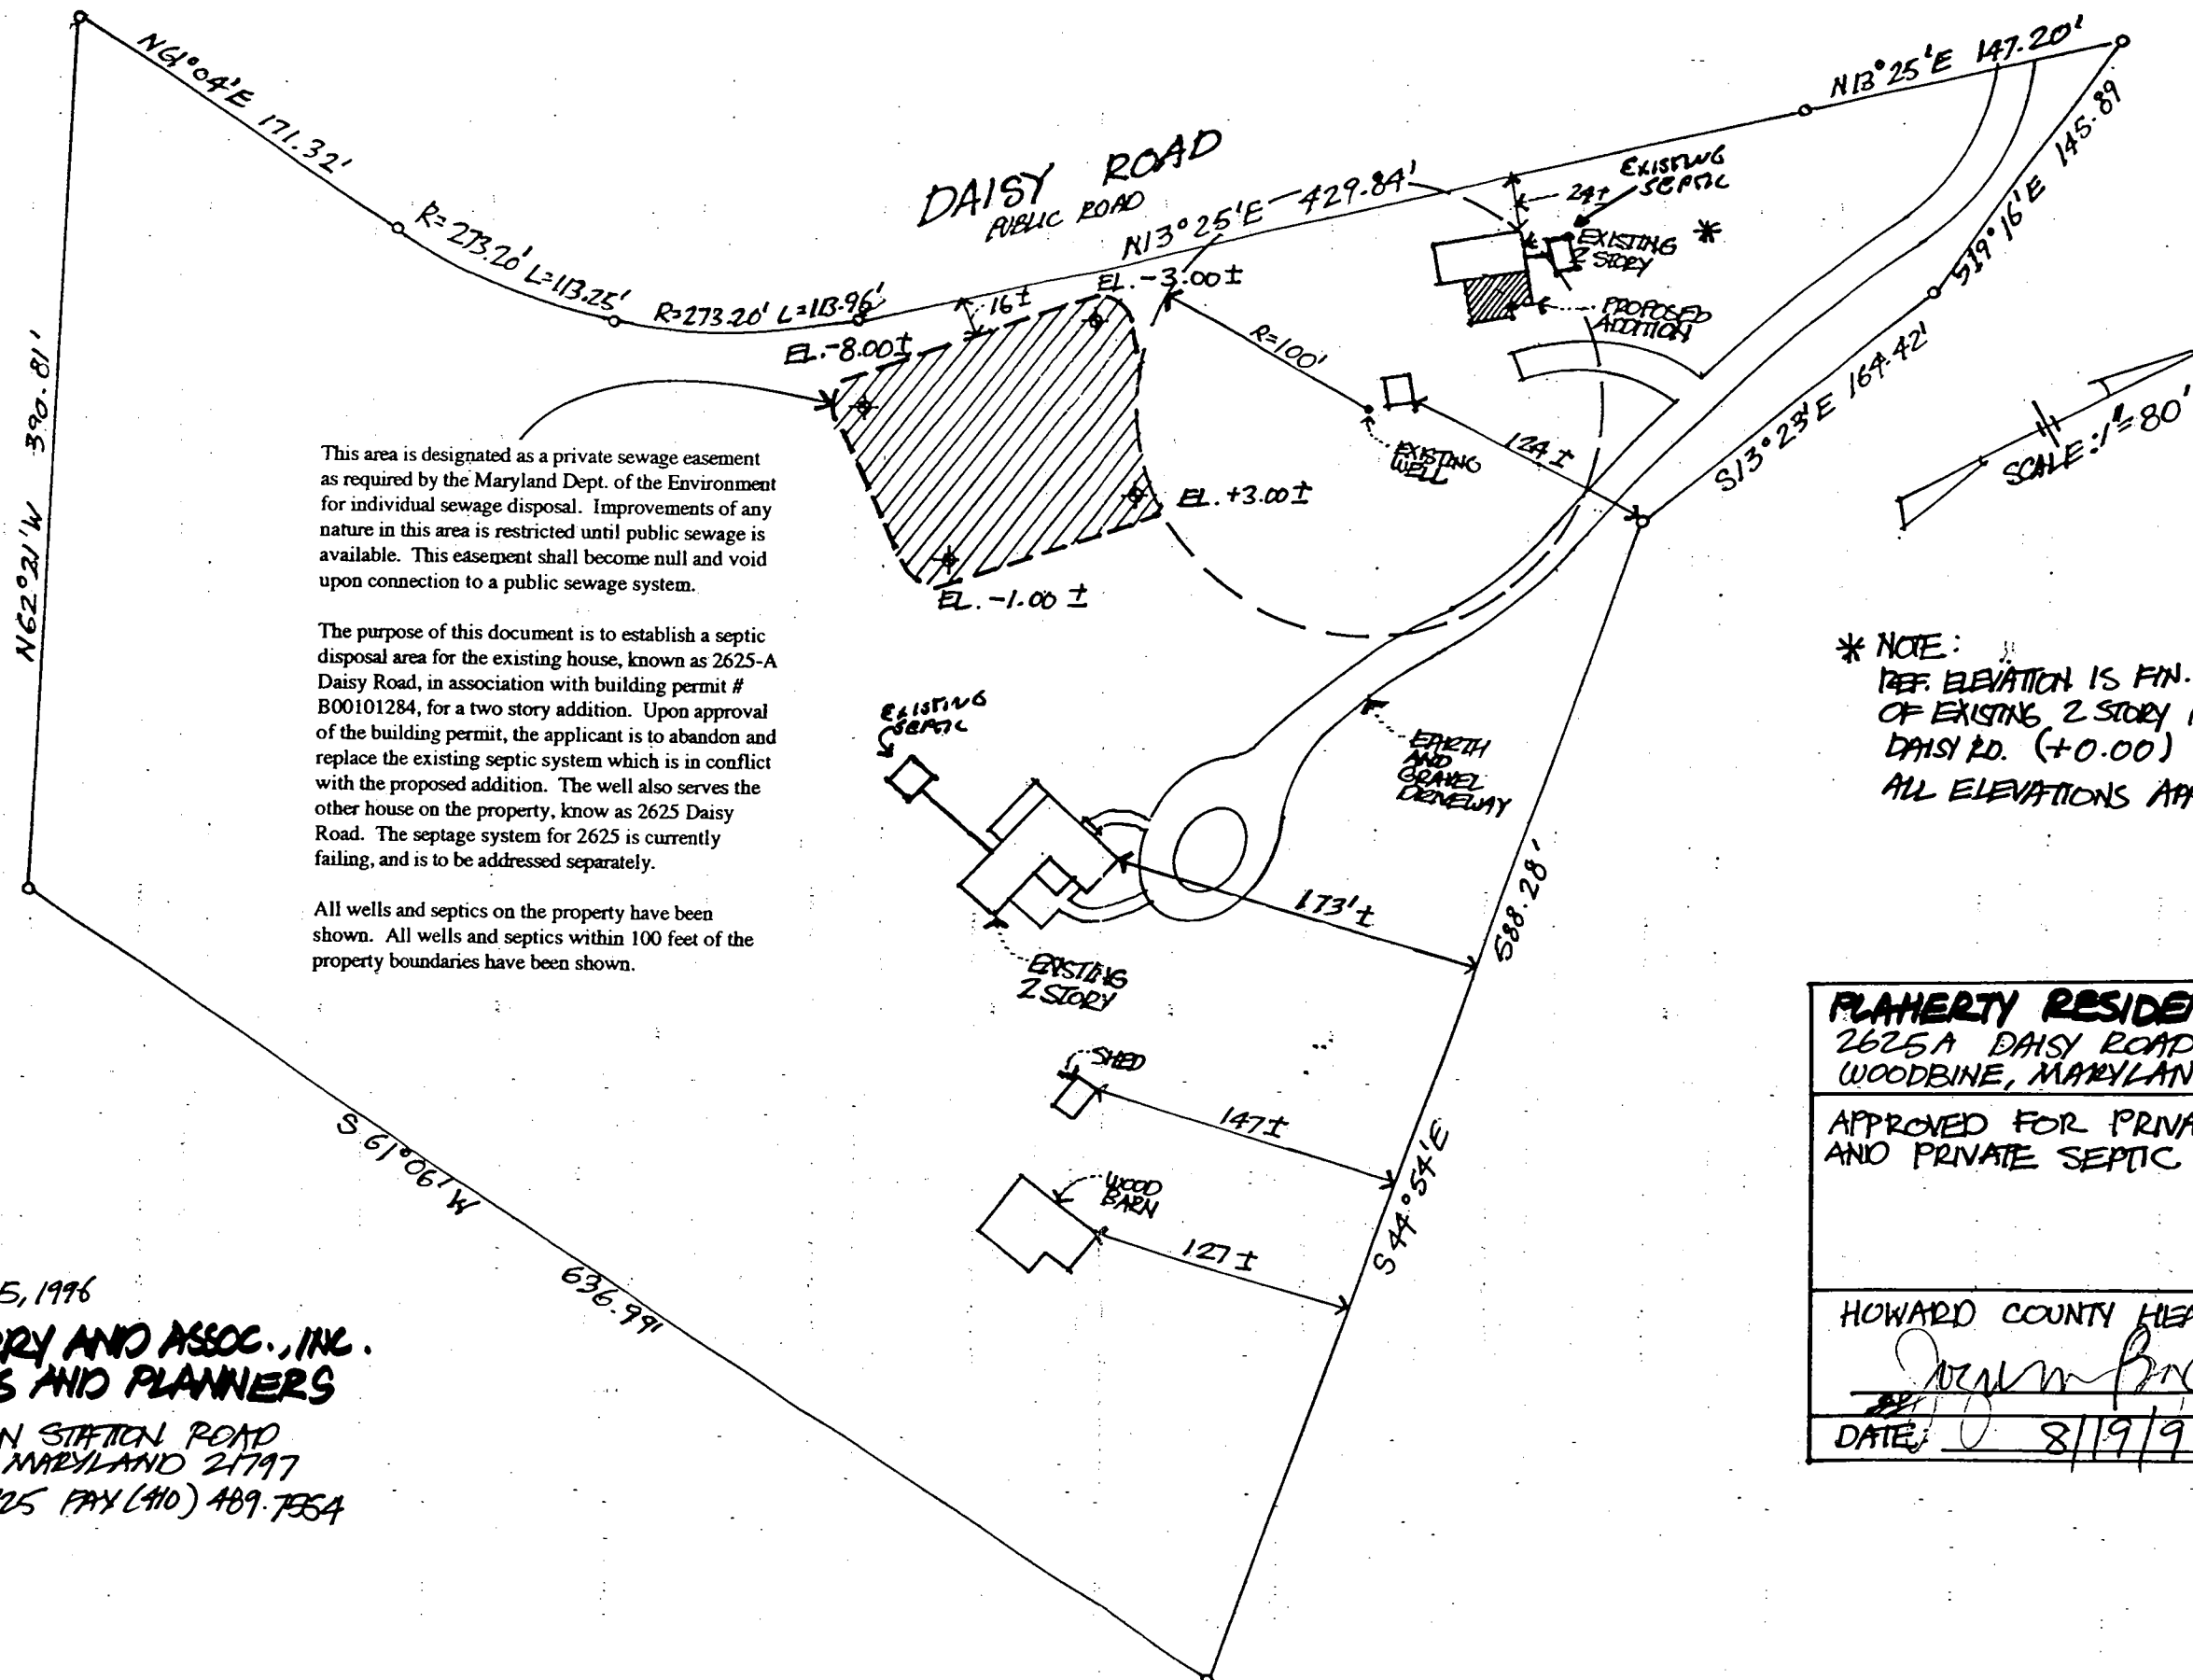 N61°04'E 171.32'
R=273.20' L=113.25'
R=273.20' L=113.96'
DAISY ROAD
PUBLIC ROAD
N13°25'E 429.84'
N13°25'E 147.20'
145.89
S19°16'E
S13°23'E 164.42'
SCALE: 1"=80'
EXISTING
SEPTIC
24±
EXISTING *
2 STORY
PROPOSED
ADDITION
EL. -3.00±
16±
EL. -8.00±
R=100'
EXISTING
WELL
124±
EL. +3.00±
EL. -1.00 ±
N62°21'W 390.81'
This area is designated as a private sewage easement
as required by the Maryland Dept. of the Environment
for individual sewage disposal. Improvements of any
nature in this area is restricted until public sewage is
available. This easement shall become null and void
upon connection to a public sewage system.
The purpose of this document is to establish a septic
disposal area for the existing house, known as 2625-A
Daisy Road, in association with building permit #
B00101284, for a two story addition. Upon approval
of the building permit, the applicant is to abandon and
replace the existing septic system which is in conflict
with the proposed addition. The well also serves the
other house on the property, know as 2625 Daisy
Road. The septage system for 2625 is currently
failing, and is to be addressed separately.
All wells and septics on the property have been
shown. All wells and septics within 100 feet of the
property boundaries have been shown.
EXISTING
SEPTIC
EARTH
AND
GRAVEL
DRIVEWAY
173'±
588.28'
EXISTING
2 STORY
SHED
147±
WOOD
BARN
127±
S44°54'E
S 61°06' W
636.99'
* NOTE:
REF. ELEVATION IS FIN.
OF EXISTING 2 STORY
DAISY RD. (+0.00)
ALL ELEVATIONS
FLAHERTY RESIDE
2625A DAISY ROAD
WOODBINE, MARYLAN
APPROVED FOR PRIVA
AND PRIVATE SEPTIC
HOWARD COUNTY HEA
DATE: 8/19/9
5, 1996
RY AND ASSOC., INC.
S AND PLANNERS
N STATION ROAD
MARYLAND 21797
25 FAX (410) 489-7564